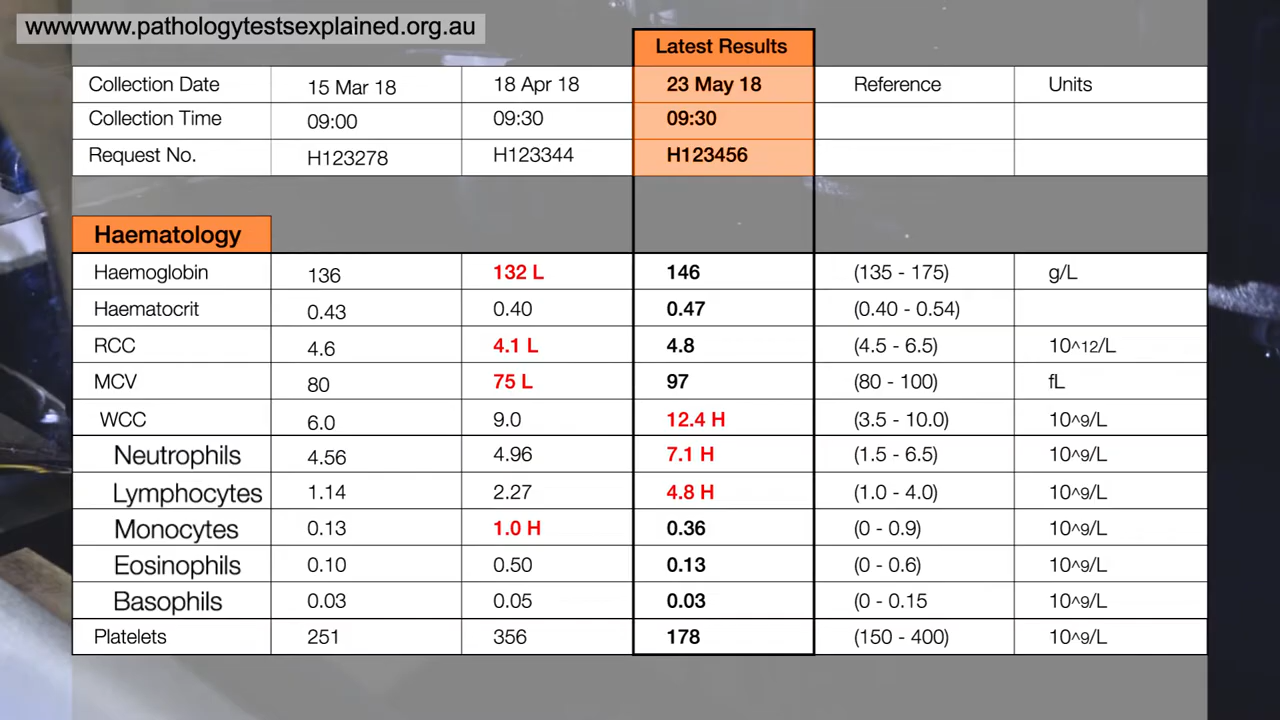 wwwwww.pathologytestsexplained.org.au
Latest Results
Collection Date 15 Mar 18 18 Apr 18 23 May 18 Reference Units
Collection Time 09:00 09:30 09:30
Request No. H123278 H123344 H123456
Haematology
Haemoglobin 136 132 L 146 (135 - 175) g/L
Haematocrit 0.43 0.40 0.47 (0.40 - 0.54)
RCC 4.6 4.1 L 4.8 (4.5 - 6.5) 10^12/L
MCV 80 75 L 97 (80 - 100) fL
WCC 6.0 9.0 12.4 H (3.5 - 10.0) 10^9/L
Neutrophils 4.56 4.96 7.1 H (1.5 - 6.5) 10^9/L
Lymphocytes 1.14 2.27 4.8 H (1.0 - 4.0) 10^9/L
Monocytes 0.13 1.0 H 0.36 (0 - 0.9) 10^9/L
Eosinophils 0.10 0.50 0.13 (0 - 0.6) 10^9/L
Basophils 0.03 0.05 0.03 (0 - 0.15 10^9/L
Platelets 251 356 178 (150 - 400) 10^9/L